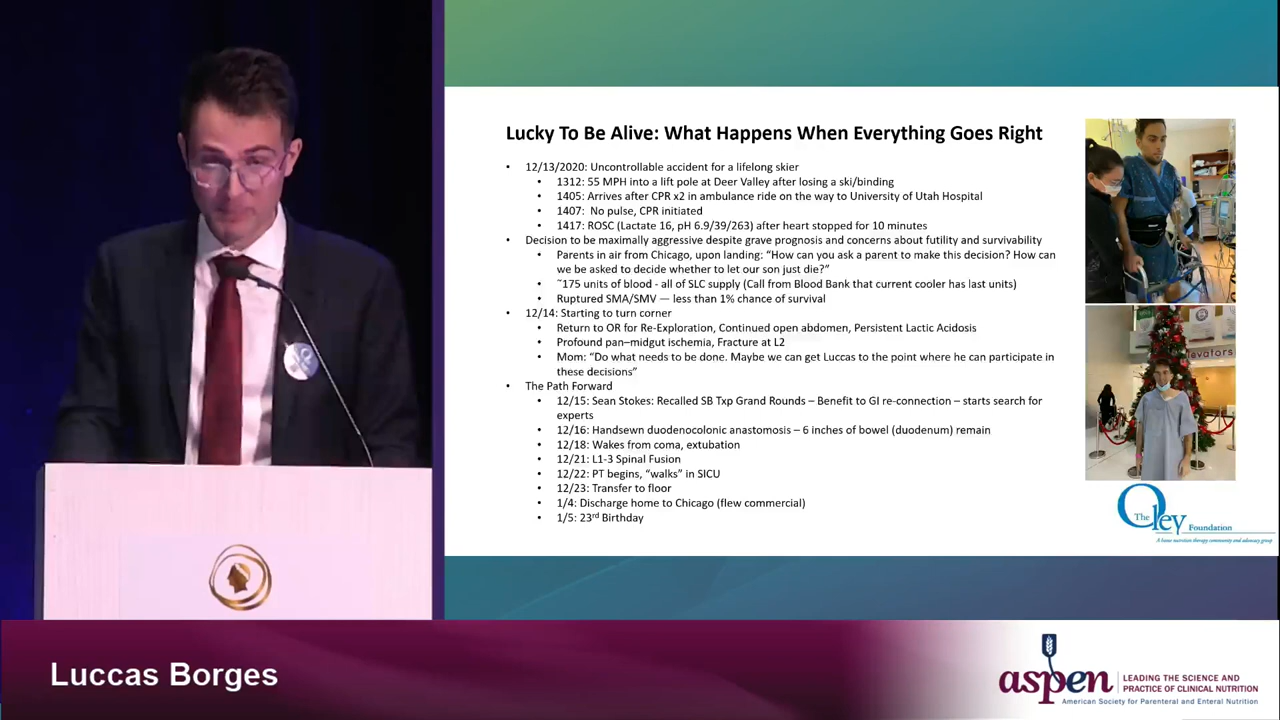 Lucky To Be Alive: What Happens When Everything Goes Right
• 12/13/2020: Uncontrollable accident for a lifelong skier
• 1312: 55 MPH into a lift pole at Deer Valley after losing a ski/binding
• 1405: Arrives after CPR x2 in ambulance ride on the way to University of Utah Hospital
• 1407:  No pulse, CPR initiated
• 1417: ROSC (Lactate 16, pH 6.9/39/263) after heart stopped for 10 minutes
• Decision to be maximally aggressive despite grave prognosis and concerns about futility and survivability
• Parents in air from Chicago, upon landing: “How can you ask a parent to make this decision? How can
we be asked to decide whether to let our son just die?”
• ~175 units of blood - all of SLC supply (Call from Blood Bank that current cooler has last units)
• Ruptured SMA/SMV — less than 1% chance of survival
• 12/14: Starting to turn corner
• Return to OR for Re-Exploration, Continued open abdomen, Persistent Lactic Acidosis
• Profound pan–midgut ischemia, Fracture at L2
• Mom: “Do what needs to be done. Maybe we can get Luccas to the point where he can participate in
these decisions”
• The Path Forward
• 12/15: Sean Stokes: Recalled SB Txp Grand Rounds – Benefit to GI re-connection – starts search for
experts
• 12/16: Handsewn duodenocolonic anastomosis – 6 inches of bowel (duodenum) remain
• 12/18: Wakes from coma, extubation
• 12/21: L1-3 Spinal Fusion
• 12/22: PT begins, “walks” in SICU
• 12/23: Transfer to floor
• 1/4: Discharge home to Chicago (flew commercial)
• 1/5: 23rd Birthday
elevators
The Oley Foundation
A home nutrition therapy community and advocacy group
Luccas Borges
aspen
LEADING THE SCIENCE AND
PRACTICE OF CLINICAL NUTRITION
American Society for Parenteral and Enteral Nutrition